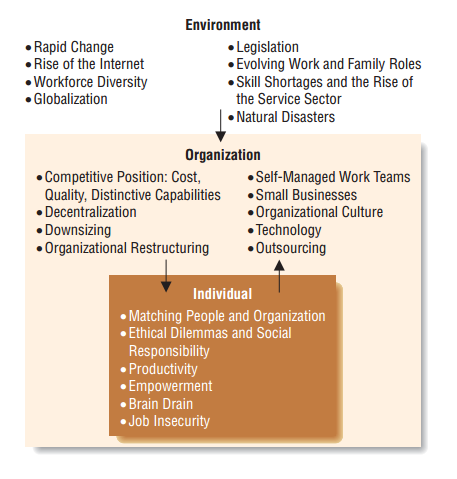 Environment
• Rapid Change
• Rise of the Internet
• Workforce Diversity
• Globalization
• Legislation
• Evolving Work and Family Roles
• Skill Shortages and the Rise of
the Service Sector
• Natural Disasters
Organization
• Competitive Position: Cost,
Quality, Distinctive Capabilities
• Decentralization
• Downsizing
• Organizational Restructuring
• Self-Managed Work Teams
• Small Businesses
• Organizational Culture
• Technology
• Outsourcing
Individual
• Matching People and Organization
• Ethical Dilemmas and Social
Responsibility
• Productivity
• Empowerment
• Brain Drain
• Job Insecurity